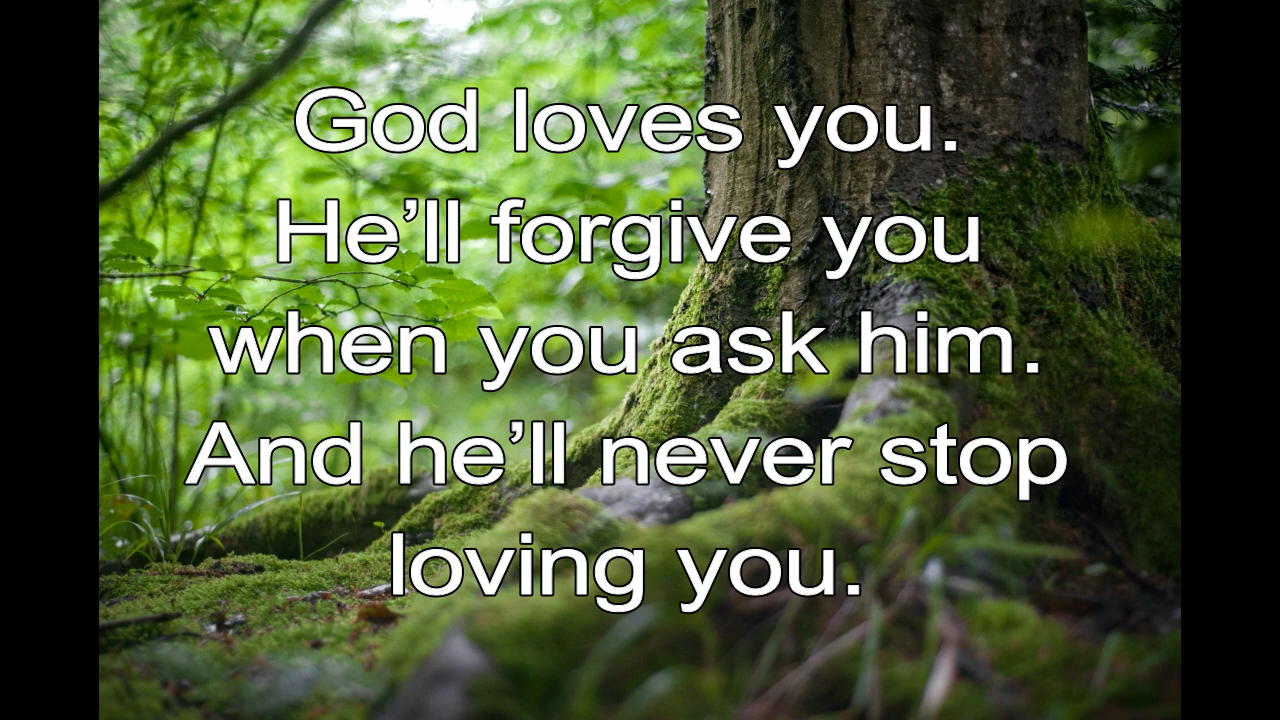 God loves you.
He’ll forgive you
when you ask him.
And he’ll never stop
loving you.